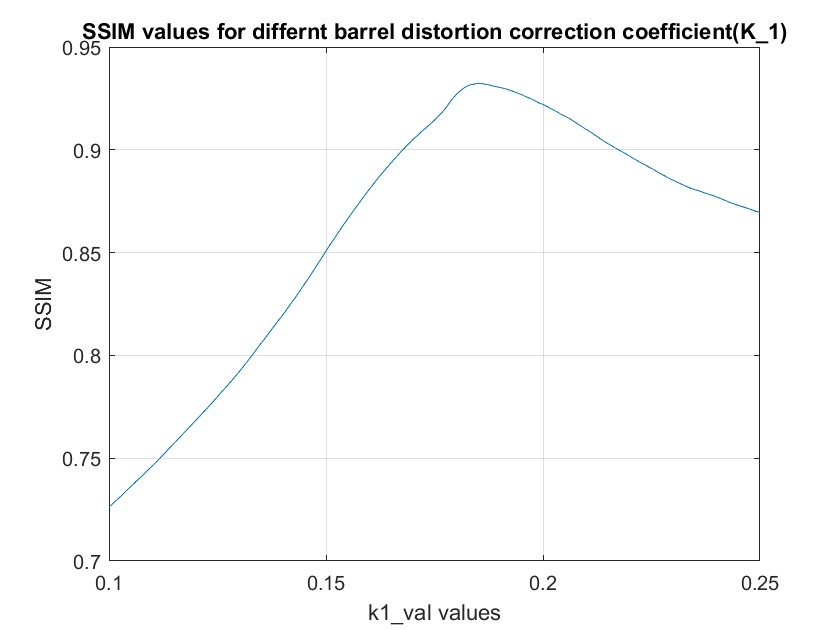 SSIM values for differnt barrel distortion correction coefficient(K_1)
0.95
0.9
0.85
0.8
0.75
0.7
SSIM
0.1 0.15 0.2 0.25
k1_val values